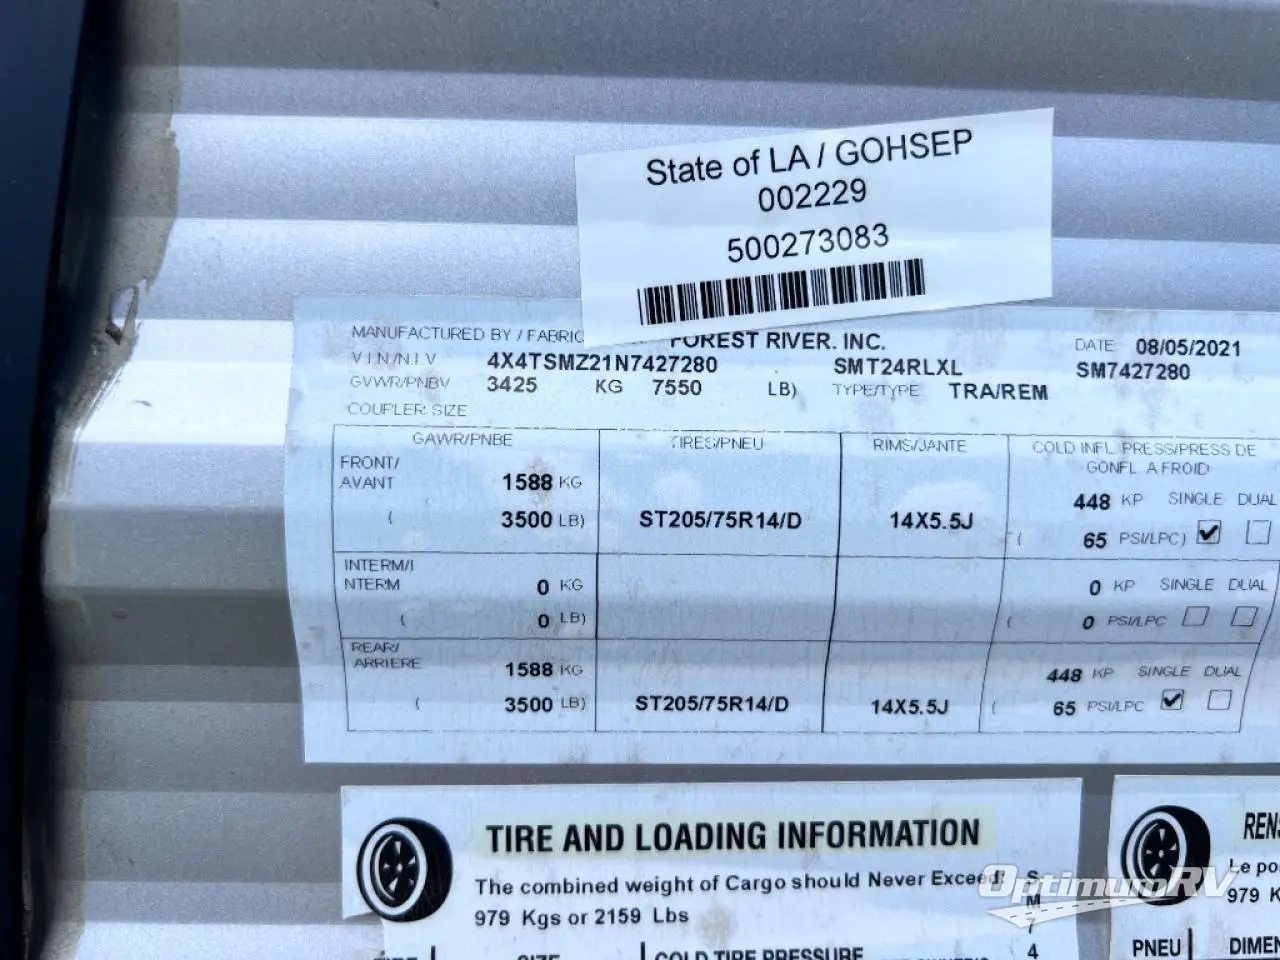 State of LA / GOHSEP
002229
500273083
MANUFACTURED BY / FABRIC FOREST RIVER. INC. DATE 08/05/2021
V.I.N/N.I.V 4X4TSMZ21N7427280 SMT24RLXL SM7427280
GVWR/PNBV 3425 KG 7550 LB) TYPE/TYPE TRA/REM
COUPLER SIZE
GAWR/PNBE TIRES/PNEU RIMS/JANTE COLD INFL. PRESS/PRESS DE
GONFL. A FROID
FRONT/
AVANT 1588 KG 448 KP SINGLE DUAL
( 3500 LB) ST205/75R14/D 14X5.5J ( 65 PSI/LPC)
INTERM/I
NTERM 0 KG 0 KP SINGLE DUAL
( 0 LB) ( 0 PSI/LPC
REAR/
ARRIERE 1588 KG 448 KP SINGLE DUAL
( 3500 LB) ST205/75R14/D 14X5.5J ( 65 PSI/LPC
TIRE AND LOADING INFORMATION
The combined weight of Cargo should Never Exceed:
979 Kgs or 2159 Lbs
SIZE COLD TIRE PRESSURE
S
M
7
4
RENS
Le po
979 K
PNEU DIMEN
OptimumRV